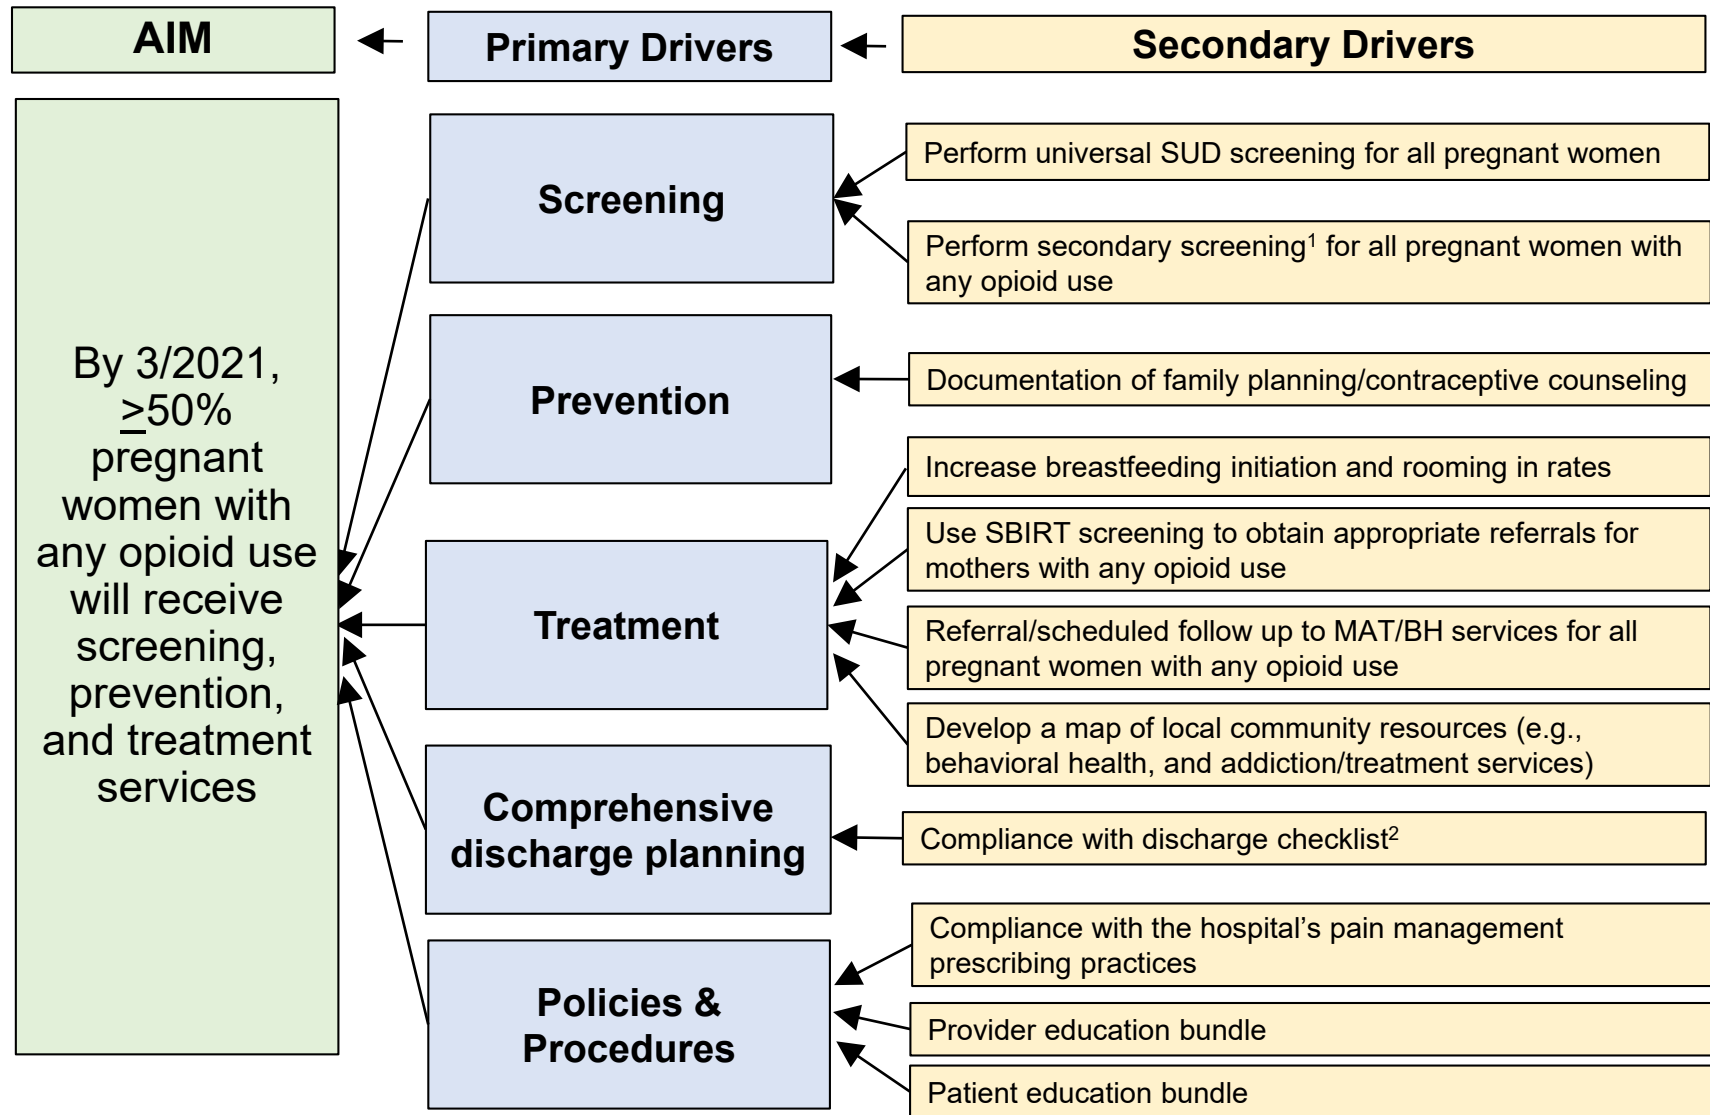 AIM
Primary Drivers
Secondary Drivers
By 3/2021,
≥50%
pregnant
women with
any opioid use
will receive
screening,
prevention,
and treatment
services
Screening
Perform universal SUD screening for all pregnant women
Perform secondary screening¹ for all pregnant women with
any opioid use
Prevention
Documentation of family planning/contraceptive counseling
Treatment
Increase breastfeeding initiation and rooming in rates
Use SBIRT screening to obtain appropriate referrals for
mothers with any opioid use
Referral/scheduled follow up to MAT/BH services for all
pregnant women with any opioid use
Develop a map of local community resources (e.g.,
behavioral health, and addiction/treatment services)
Comprehensive
discharge planning
Compliance with discharge checklist²
Policies &
Procedures
Compliance with the hospital’s pain management
prescribing practices
Provider education bundle
Patient education bundle